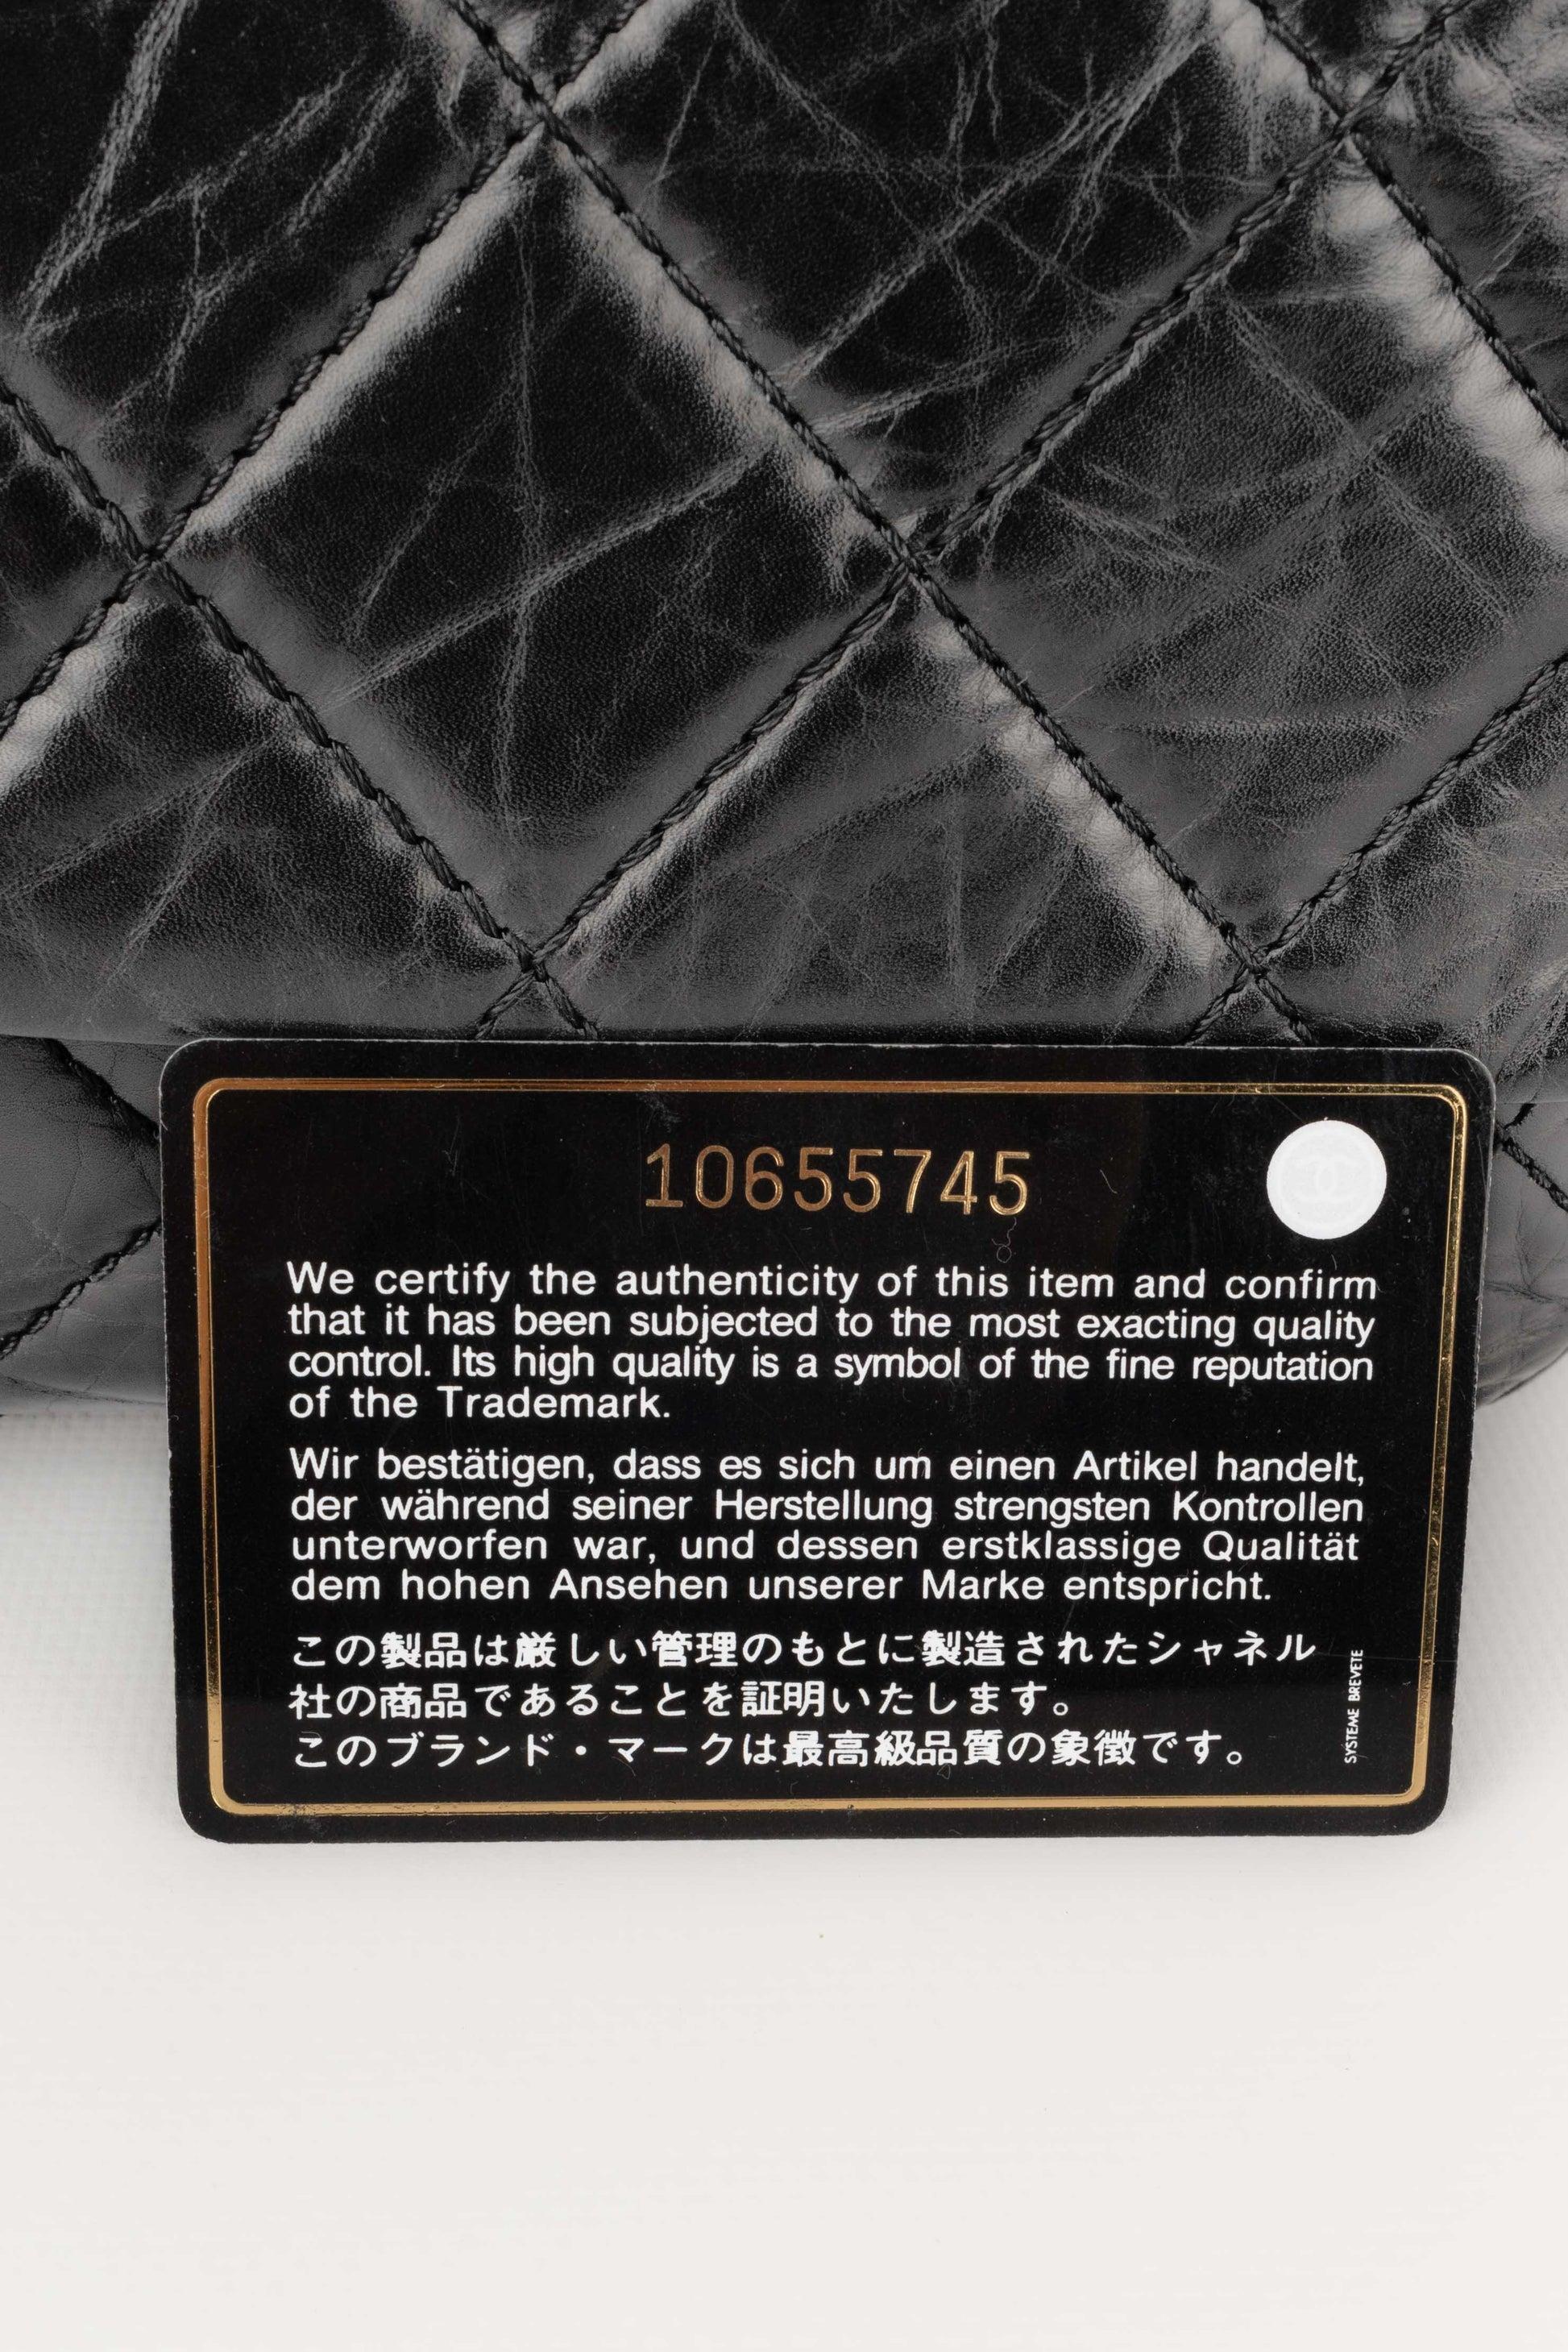 10655745
We certify the authenticity of this item and confirm
that it has been subjected to the most exacting quality
control. Its high quality is a symbol of the fine reputation
of the Trademark.
Wir bestätigen, dass es sich um einen Artikel handelt,
der während seiner Herstellung strengsten Kontrollen
unterworfen war, und dessen erstklassige Qualität
dem hohen Ansehen unserer Marke entspricht.
この製品は厳しい管理のもとに製造されたシャネル
社の商品であることを証明いたします。
このブランド・マークは最高級品質の象徴です。
SYSTEME BREVETE